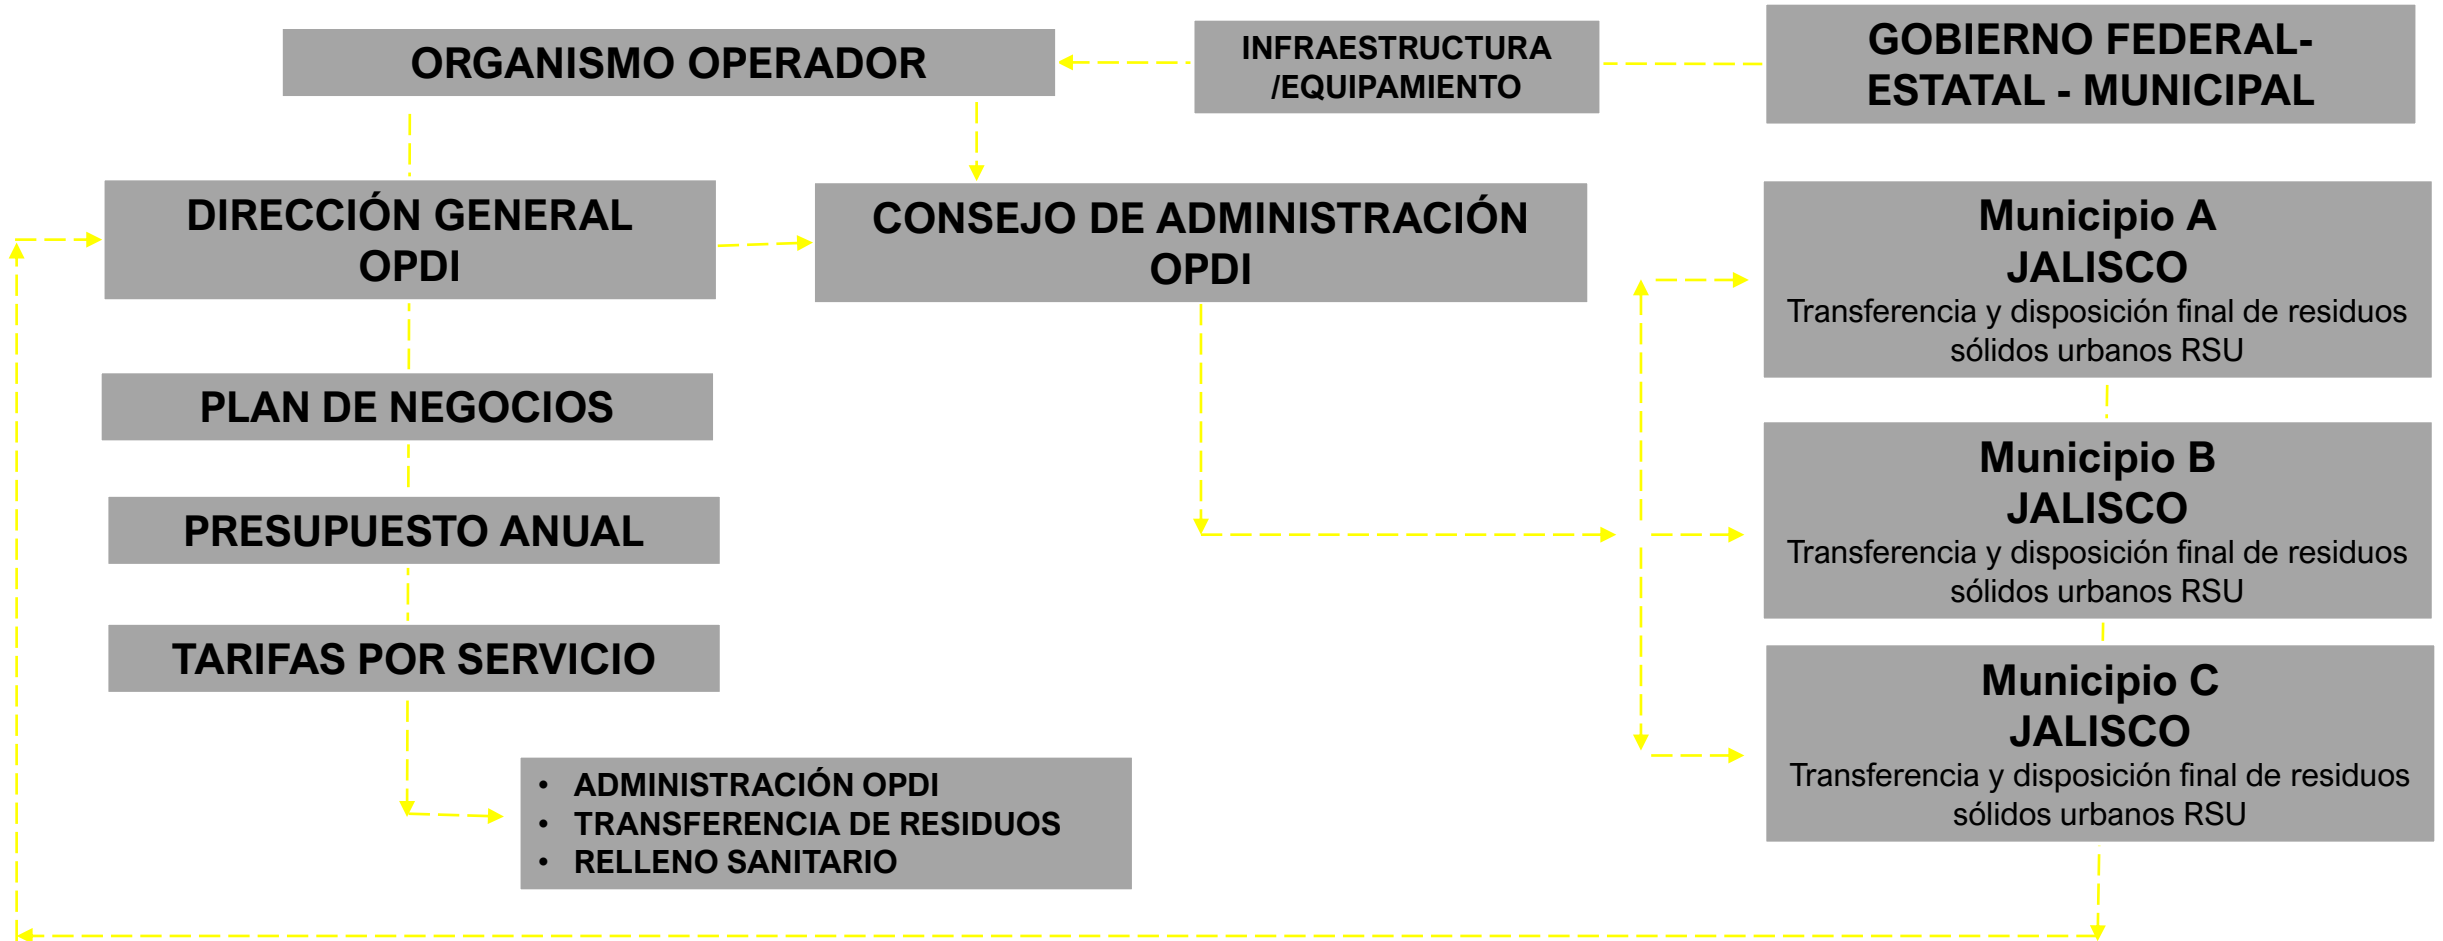 ORGANISMO OPERADOR
INFRAESTRUCTURA
/EQUIPAMIENTO
GOBIERNO FEDERAL-
ESTATAL - MUNICIPAL
DIRECCIÓN GENERAL
OPDI
CONSEJO DE ADMINISTRACIÓN
OPDI
Municipio A
JALISCO
Transferencia y disposición final de residuos
sólidos urbanos RSU
PLAN DE NEGOCIOS
Municipio B
JALISCO
Transferencia y disposición final de residuos
sólidos urbanos RSU
PRESUPUESTO ANUAL
TARIFAS POR SERVICIO
Municipio C
JALISCO
Transferencia y disposición final de residuos
sólidos urbanos RSU
• ADMINISTRACIÓN OPDI
• TRANSFERENCIA DE RESIDUOS
• RELLENO SANITARIO